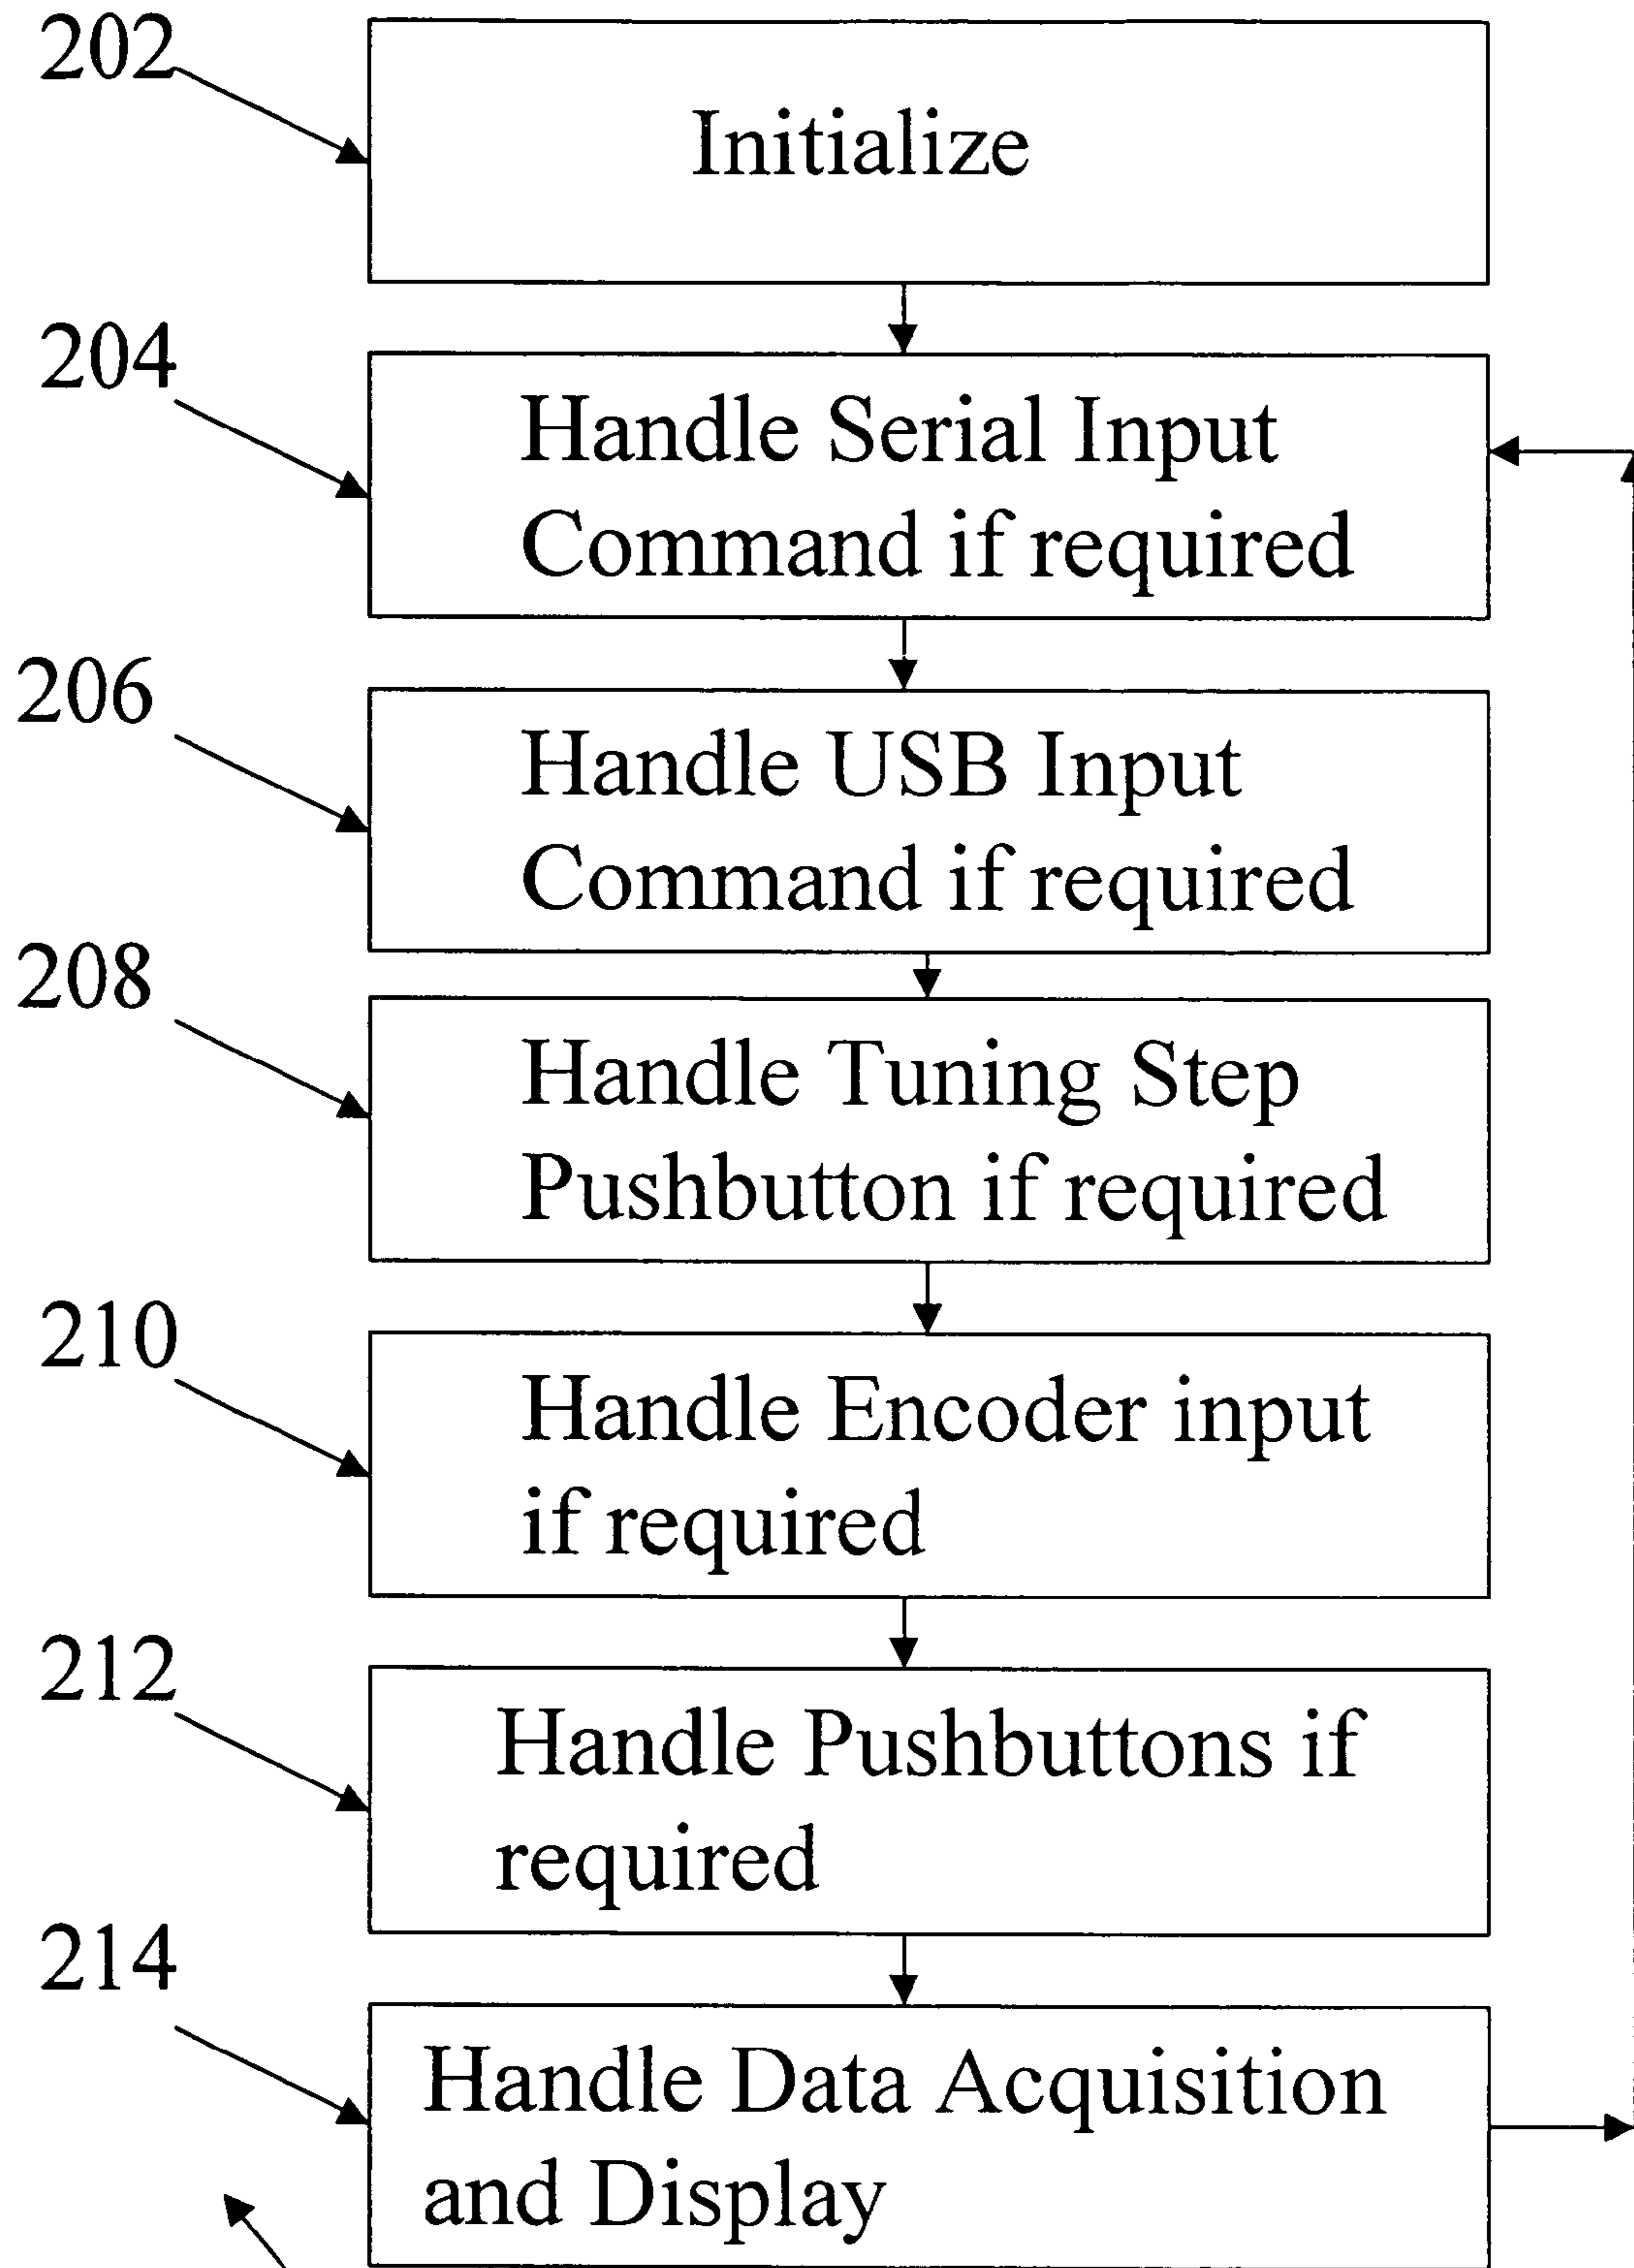 202
Initialize
204
Handle Serial Input
Command if required
206
Handle USB Input
Command if required
208
Handle Tuning Step
Pushbutton if required
210
Handle Encoder input
if required
212
Handle Pushbuttons if
required
214
Handle Data Acquisition
and Display